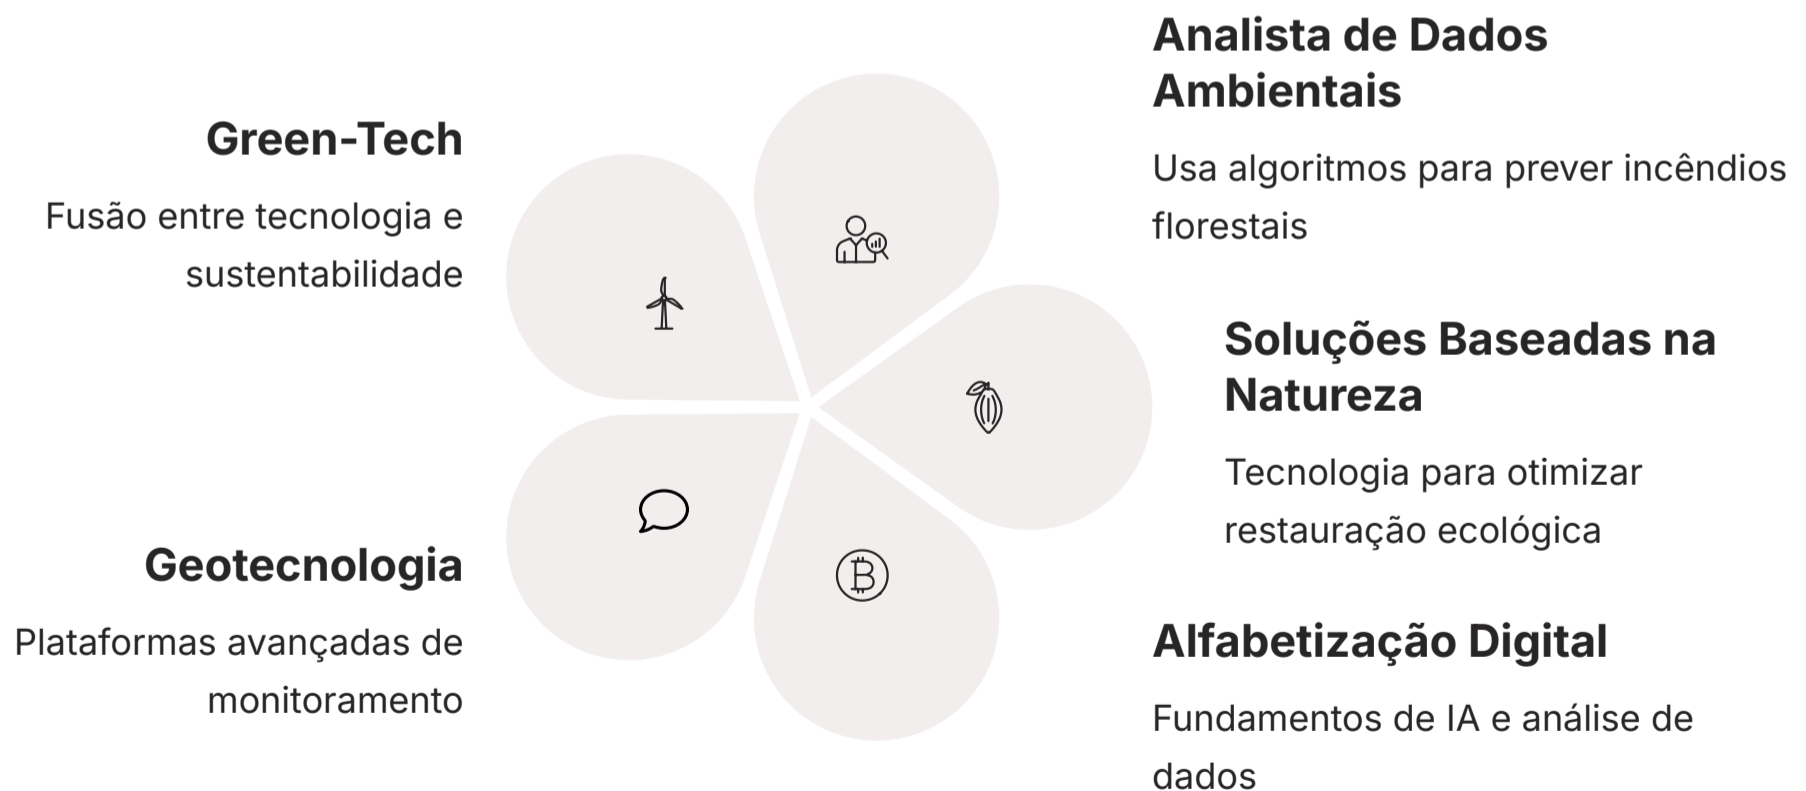 Green-Tech
Fusão entre tecnologia e
sustentabilidade
Analista de Dados
Ambientais
Usa algoritmos para prever incêndios
florestais
Soluções Baseadas na
Natureza
Tecnologia para otimizar
restauração ecológica
Alfabetização Digital
Fundamentos de IA e análise de
dados
Geotecnologia
Plataformas avançadas de
monitoramento